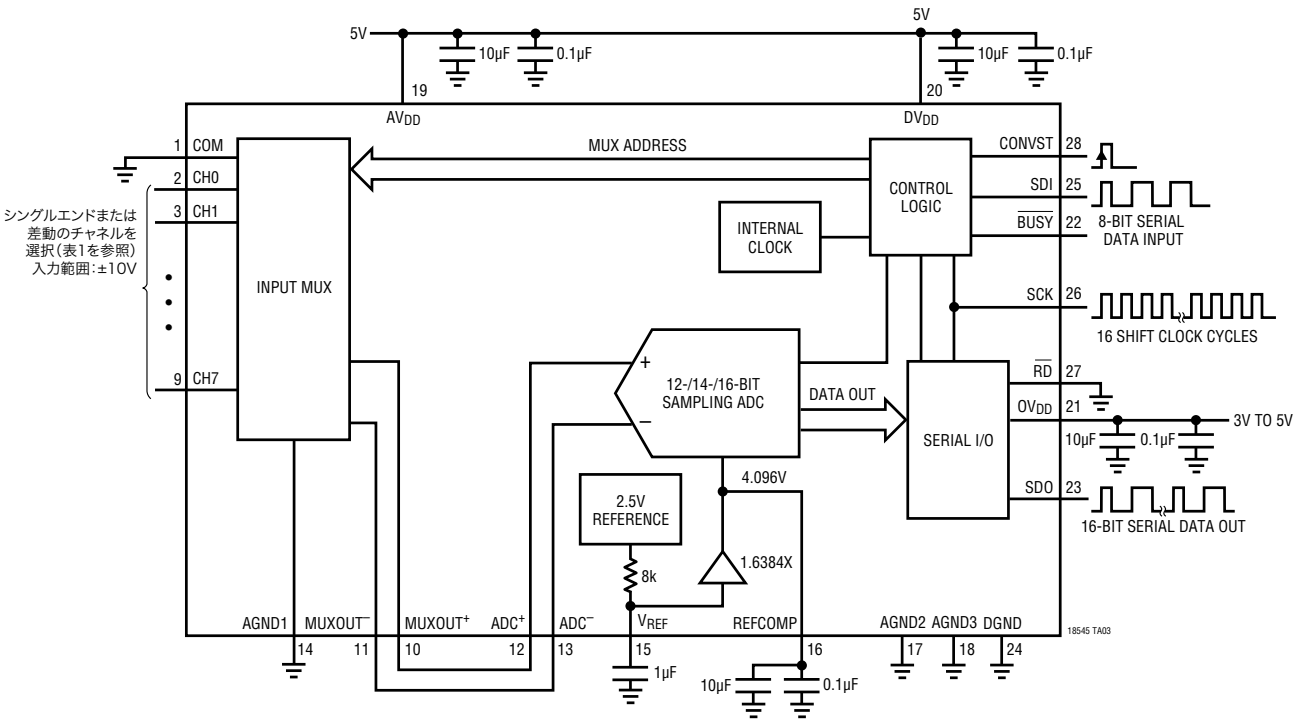 5V
5V
10µF
0.1µF
10µF
0.1µF
19
20
AVDD
DVDD
1
COM
2
CH0
3
CH1
シングルエンドまたは
差動のチャネルを
選択(表1を参照)
入力範囲:±10V
9
CH7
INPUT MUX
MUX ADDRESS
INTERNAL
CLOCK
CONTROL
LOGIC
CONVST
28
SDI
25
BUSY
22
8-BIT SERIAL
DATA INPUT
SCK
26
16 SHIFT CLOCK CYCLES
+
–
12-/14-/16-BIT
SAMPLING ADC
DATA OUT
SERIAL I/O
RD
27
OVDD
21
3V TO 5V
10µF
0.1µF
SDO
23
16-BIT SERIAL DATA OUT
4.096V
2.5V
REFERENCE
8k
1.6384X
AGND1
MUXOUT–
MUXOUT+
ADC+
ADC–
VREF
REFCOMP
AGND2
AGND3
DGND
18545 TA03
14
11
10
12
13
15
16
17
18
24
1µF
10µF
0.1µF